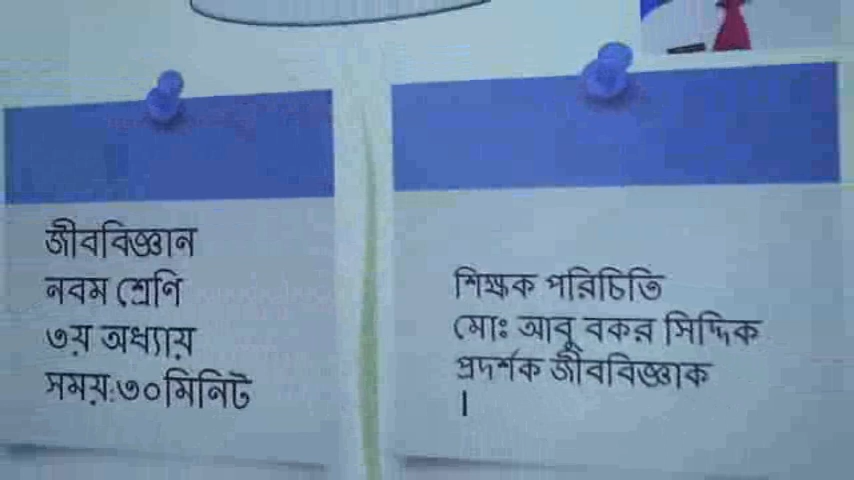 জীববিজ্ঞান
নবম শ্রেণি
৩য় অধ্যায়
সময়:৩০মিনিট
শিক্ষক পরিচিতি
মোঃ আবু বকর সিদ্দিক
প্রদর্শক জীববিজ্ঞাক